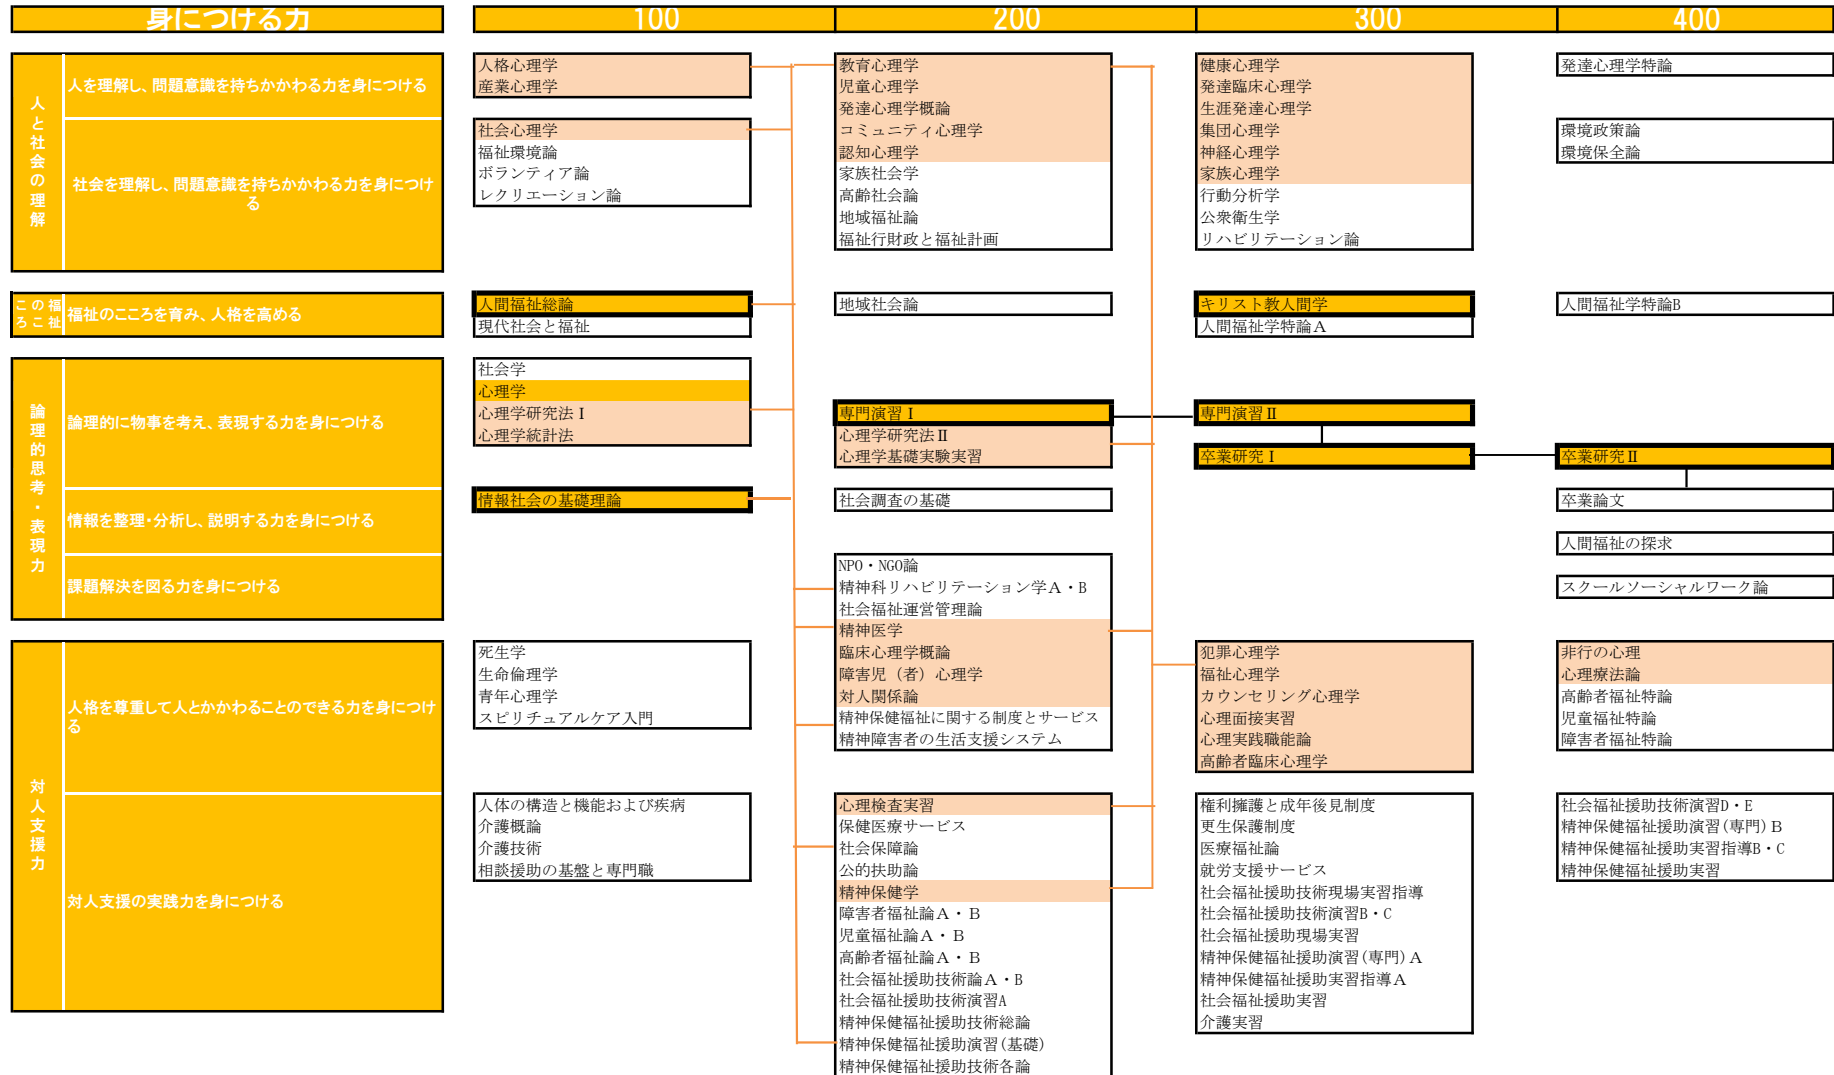 身につける力
100
200
300
400
人と社会の理解
人を理解し、問題意識を持ちかかわる力を身につける
社会を理解し、問題意識を持ちかかわる力を身につけ
る
人格心理学
産業心理学
社会心理学
福祉環境論
ボランティア論
レクリエーション論
教育心理学
児童心理学
発達心理学概論
コミュニティ心理学
認知心理学
家族社会学
高齢社会論
地域福祉論
福祉行財政と福祉計画
健康心理学
発達臨床心理学
生涯発達心理学
集団心理学
神経心理学
家族心理学
行動分析学
公衆衛生学
リハビリテーション論
発達心理学特論
環境政策論
環境保全論
福祉のこころ
福祉のこころを育み、人格を高める
人間福祉総論
現代社会と福祉
地域社会論
キリスト教人間学
人間福祉学特論A
人間福祉学特論B
論理的思考・表現力
論理的に物事を考え、表現する力を身につける
情報を整理・分析し、説明する力を身につける
課題解決を図る力を身につける
社会学
心理学
心理学研究法Ⅰ
心理学統計法
情報社会の基礎理論
専門演習Ⅰ
心理学研究法Ⅱ
心理学基礎実験実習
社会調査の基礎
NPO・NGO論
精神科リハビリテーション学A・B
社会福祉運営管理論
精神医学
臨床心理学概論
障害児（者）心理学
対人関係論
精神保健福祉に関する制度とサービス
精神障害者の生活支援システム
専門演習Ⅱ
卒業研究Ⅰ
卒業研究Ⅱ
卒業論文
人間福祉の探求
スクールソーシャルワーク論
対人支援力
人格を尊重して人とかかわることのできる力を身につけ
る
対人支援の実践力を身につける
死生学
生命倫理学
青年心理学
スピリチュアルケア入門
犯罪心理学
福祉心理学
カウンセリング心理学
心理面接実習
心理実践職能論
高齢者臨床心理学
非行の心理
心理療法論
高齢者福祉特論
児童福祉特論
障害者福祉特論
人体の構造と機能および疾病
介護概論
介護技術
相談援助の基盤と専門職
心理検査実習
保健医療サービス
社会保障論
公的扶助論
精神保健学
障害者福祉論A・B
児童福祉論A・B
高齢者福祉論A・B
社会福祉援助技術論A・B
社会福祉援助技術演習A
精神保健福祉援助技術総論
精神保健福祉援助演習(基礎)
精神保健福祉援助技術各論
権利擁護と成年後見制度
更生保護制度
医療福祉論
就労支援サービス
社会福祉援助技術現場実習指導
社会福祉援助技術演習B・C
社会福祉援助現場実習
精神保健福祉援助演習(専門)A
精神保健福祉援助実習指導A
社会福祉援助実習
介護実習
社会福祉援助技術演習D・E
精神保健福祉援助演習(専門)B
精神保健福祉援助実習指導B・C
精神保健福祉援助実習